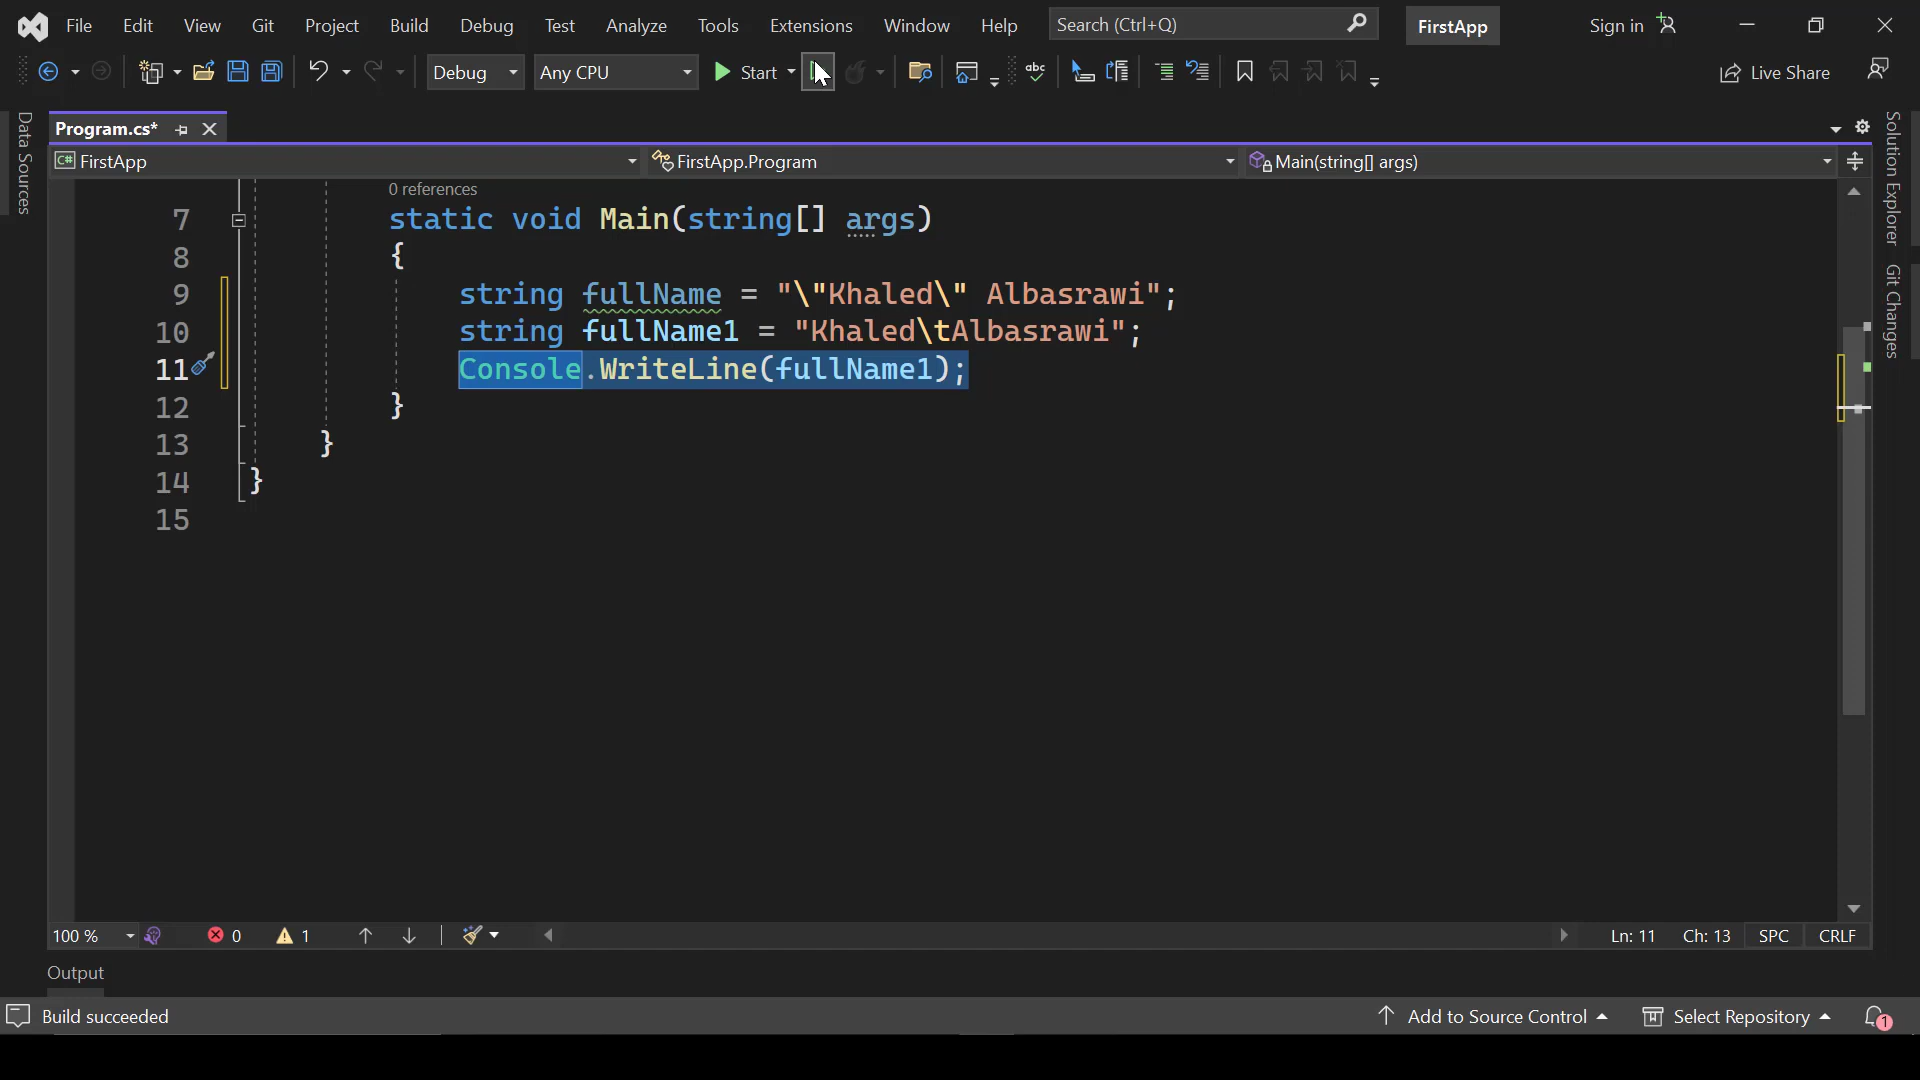 File Edit View Git Project Build Debug Test Analyze Tools Extensions Window Help Search (Ctrl+Q) FirstApp Sign in
Debug Any CPU Start Live Share
Data Sources
Program.cs*
FirstApp FirstApp.Program Main(string[] args)
0 references
7 static void Main(string[] args)
8 {
9 string fullName = "\"Khaled\" Albasrawi";
10 string fullName1 = "Khaled\tAlbasrawi";
11 Console.WriteLine(fullName1);
12 }
13 }
14 }
15
Solution Explorer
Git Changes
100 % 0 1 Ln: 11 Ch: 13 SPC CRLF
Output
Build succeeded Add to Source Control Select Repository 1